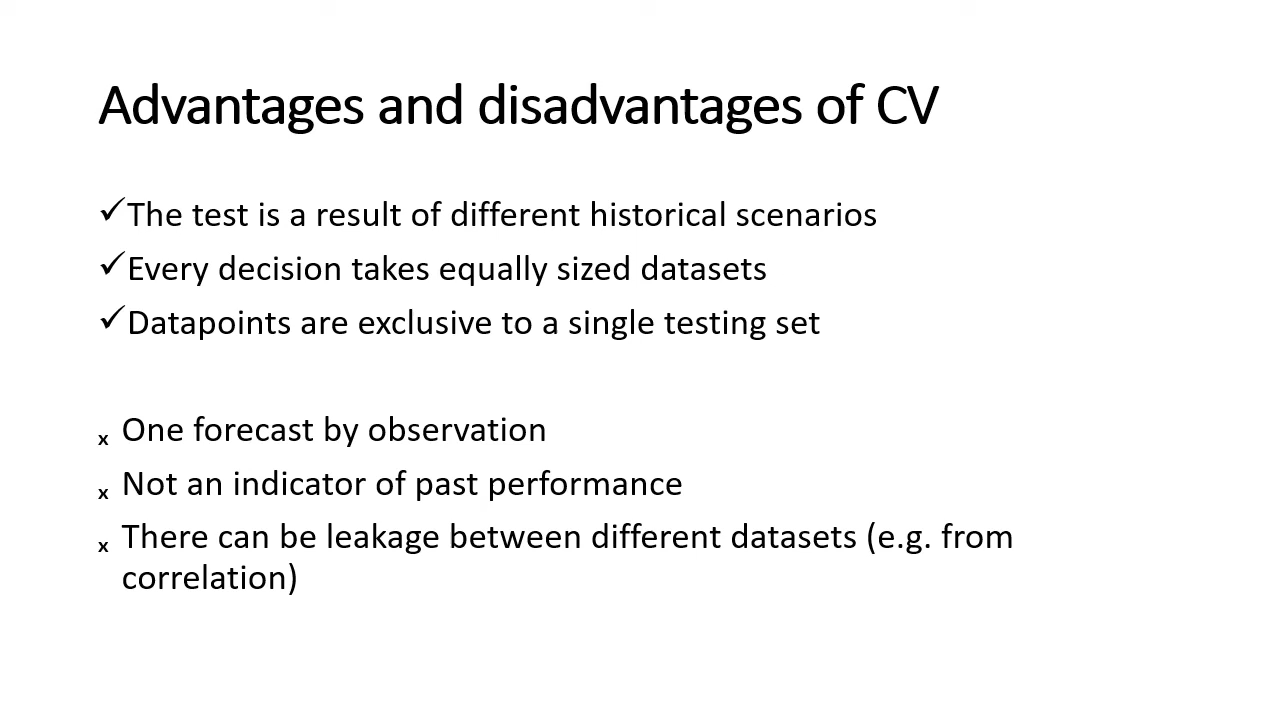 Advantages and disadvantages of CV
✓The test is a result of different historical scenarios
✓Every decision takes equally sized datasets
✓Datapoints are exclusive to a single testing set
x One forecast by observation
x Not an indicator of past performance
x There can be leakage between different datasets (e.g. from
correlation)